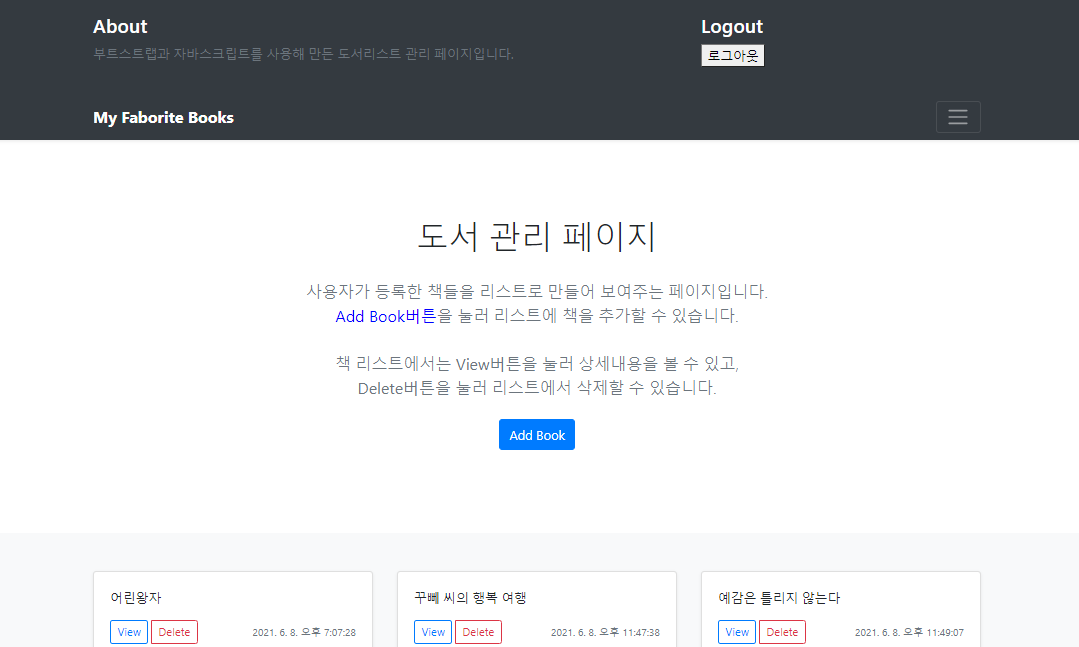 About
부트스트랩과 자바스크립트를 사용해 만든 도서리스트 관리 페이지입니다.
Logout
로그아웃
My Faborite Books
도서 관리 페이지
사용자가 등록한 책들을 리스트로 만들어 보여주는 페이지입니다.
Add Book버튼을 눌러 리스트에 책을 추가할 수 있습니다.
책 리스트에서는 View버튼을 눌러 상세내용을 볼 수 있고,
Delete버튼을 눌러 리스트에서 삭제할 수 있습니다.
Add Book
어린왕자
View Delete 2021. 6. 8. 오후 7:07:28
꾸뻬 씨의 행복 여행
View Delete 2021. 6. 8. 오후 11:47:38
예감은 틀리지 않는다
View Delete 2021. 6. 8. 오후 11:49:07